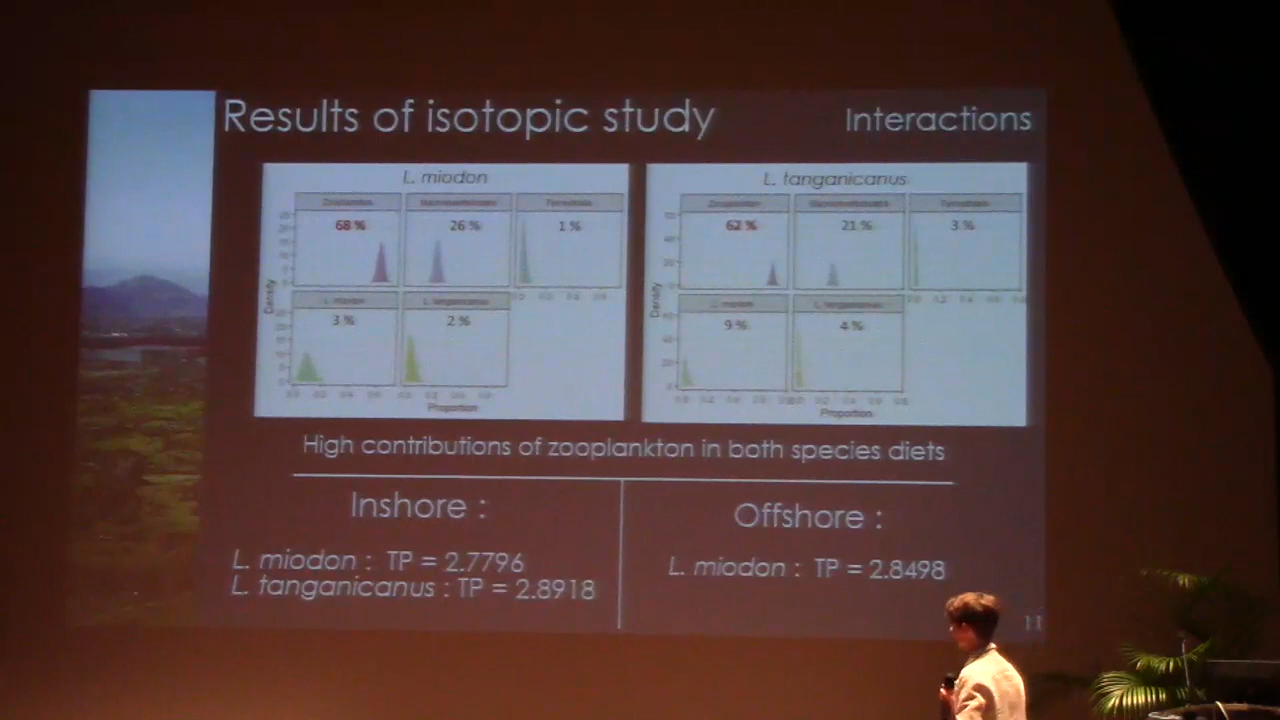 Results of isotopic study
Interactions
L. miodon
Zooplankton
Macroinvertebrates
Terrestrials
68 %
26 %
1 %
Density
L. miodon
L. tanganicanus
3 %
2 %
Proportion
L. tanganicanus
Zooplankton
Macroinvertebrates
Terrestrials
62 %
21 %
3 %
Density
L. miodon
L. tanganicanus
9 %
4 %
Proportion
High contributions of zooplankton in both species diets
Inshore :
L. miodon : TP = 2.7796
L. tanganicanus : TP = 2.8918
Offshore :
L. miodon : TP = 2.8498
11